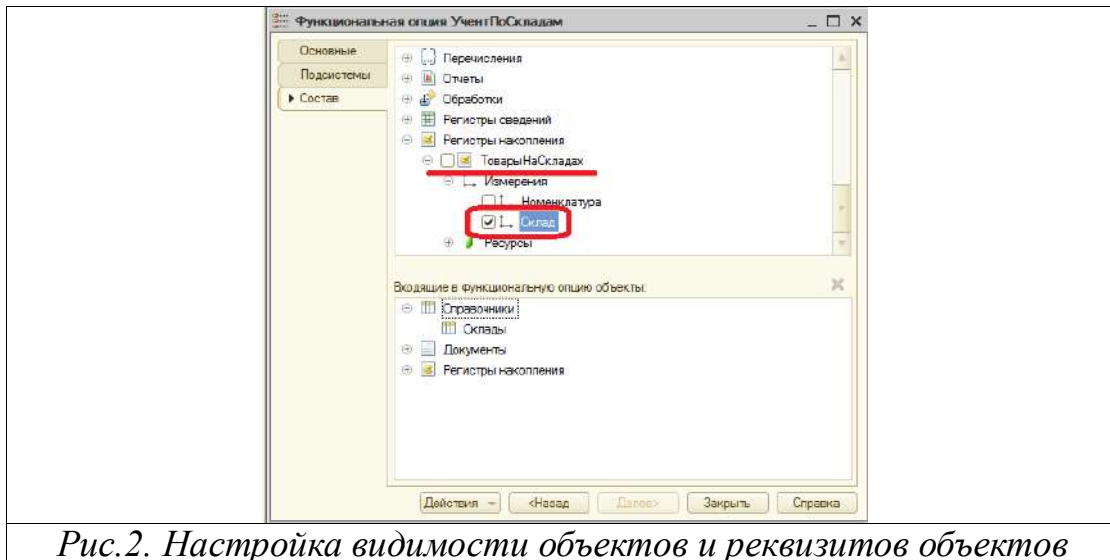 Функциональная опция УчентПоСкладам
Основные
Подсистемы
Состав
Перечисления
Отчеты
Обработки
Регистры сведений
Регистры накопления
ТоварыНаСкладах
Измерения
Номенклатура
Склад
Ресурсы
Входящие в функциональную опцию объекты:
Справочники
Склады
Документы
Регистры накопления
Действия
<Назад
Далее>
Закрыть
Справка
Рис.2. Настройка видимости объектов и реквизитов объектов